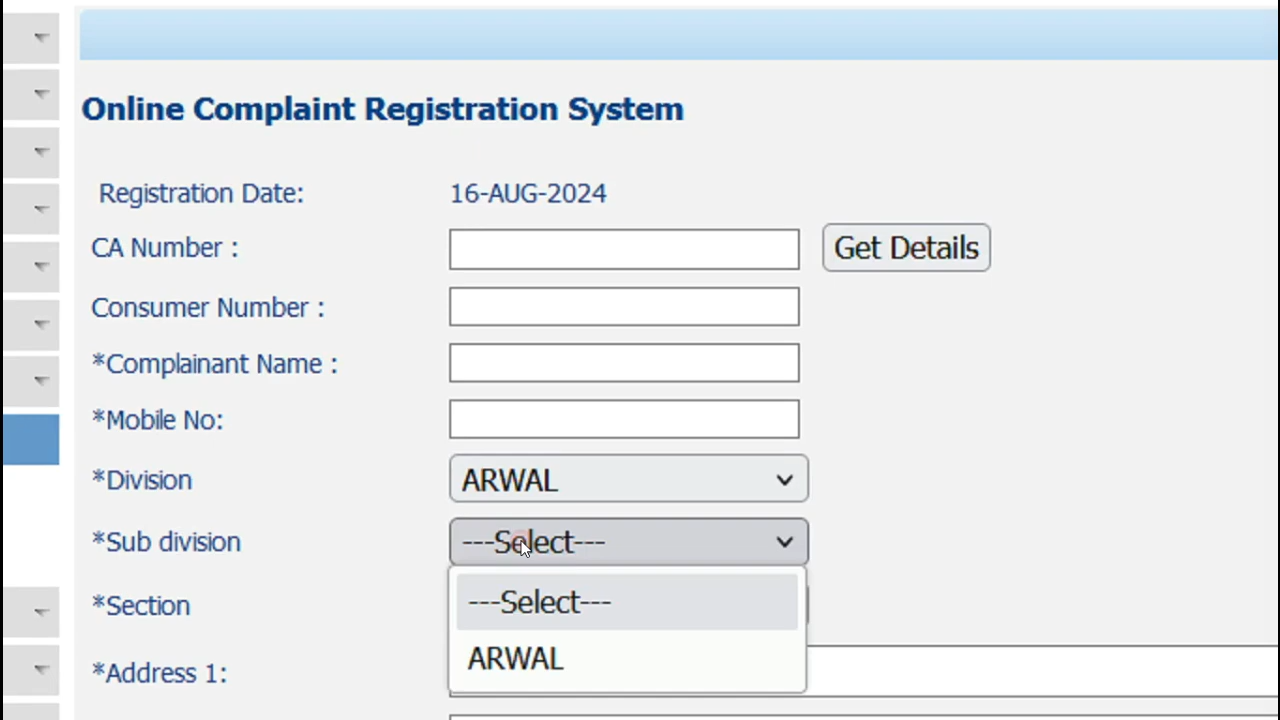 Online Complaint Registration System
Registration Date: 16-AUG-2024
CA Number : Get Details
Consumer Number :
*Complainant Name :
*Mobile No:
*Division ARWAL
*Sub division ---Select---
---Select---
*Section
ARWAL
*Address 1: